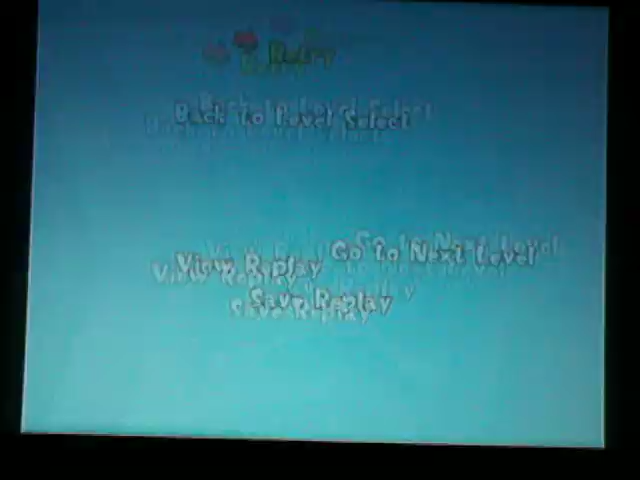 Retry
Back to Level Select
Go to Next Level
View Replay
Save Replay